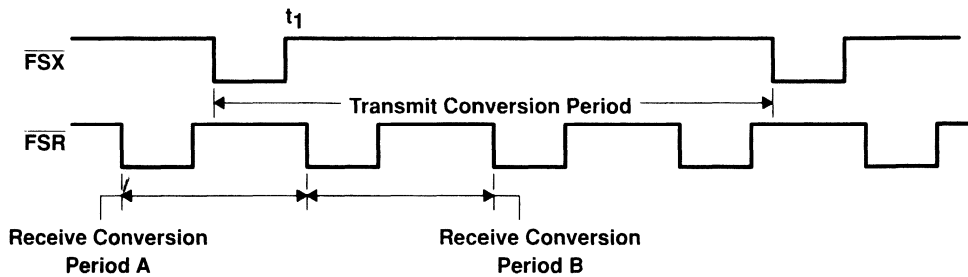 t1
FSX
Transmit Conversion Period
FSR
Receive Conversion
Period A
Receive Conversion
Period B